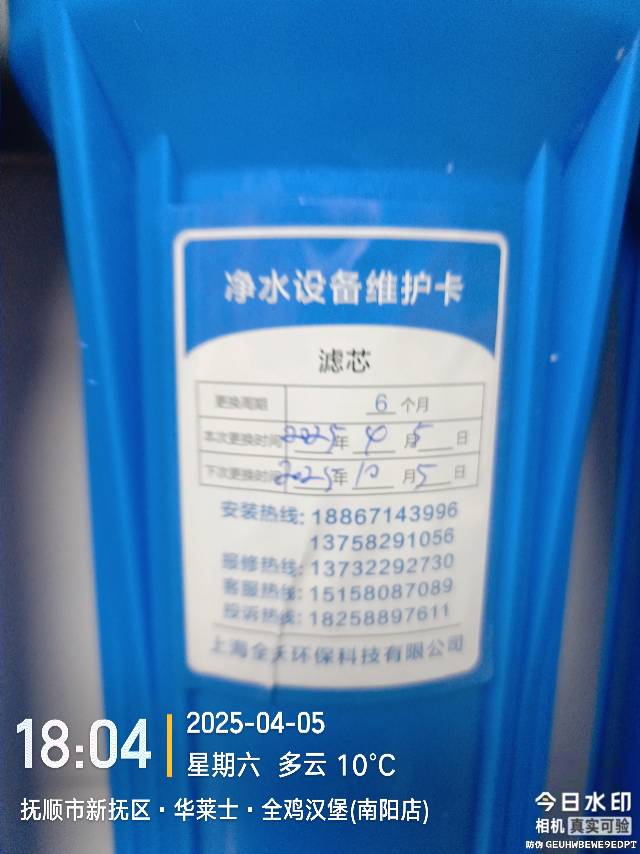 净水设备维护卡
滤芯
更换周期 6 个月
本次更换时间 2025年 4 月 5 日
下次更换时间 2025年 10 月 5 日
安装热线: 18867143996
13758291056
报修热线: 13732292730
客服热线: 15158087089
投诉热线: 18258897611
上海全天环保科技有限公司
18:04
2025-04-05
星期六 多云 10°C
抚顺市新抚区·华莱士·全鸡汉堡(南阳店)
今日水印
相机 真实可验
防伪 GEUHWBEWE9EDPT